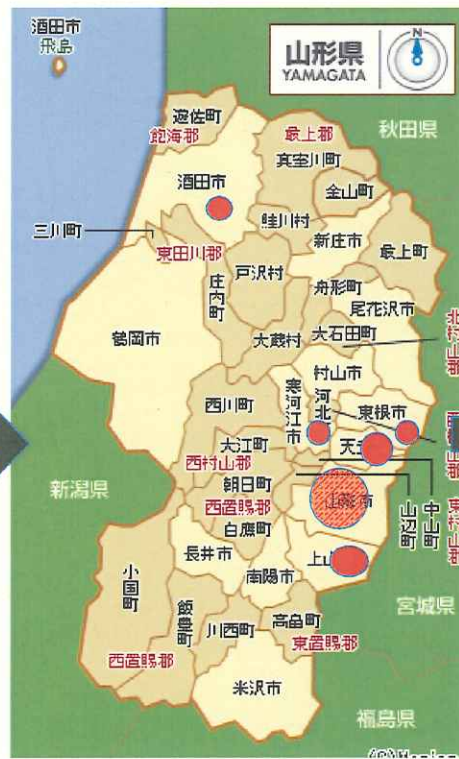 酒田市
飛島
山形県
YAMAGATA
N
秋田県
遊佐町
飽海郡
最上郡
真室川町
酒田市
金山町
鮭川村
三川町
東田川郡
新庄市
最上町
戸沢村
庄内町
舟形町
尾花沢市
鶴岡市
大蔵村
大石田町
北村山郡
村山市
西川町
寒河江市
河北
東根市
大江町
西村山郡
天
新潟県
朝日町
山形市
西置賜郡
白鷹町
山辺町
中山町
東村山郡
長井市
上山
南陽市
宮城県
小国町
飯豊町
川西町
高畠町
西置賜郡
東置賜郡
米沢市
福島県